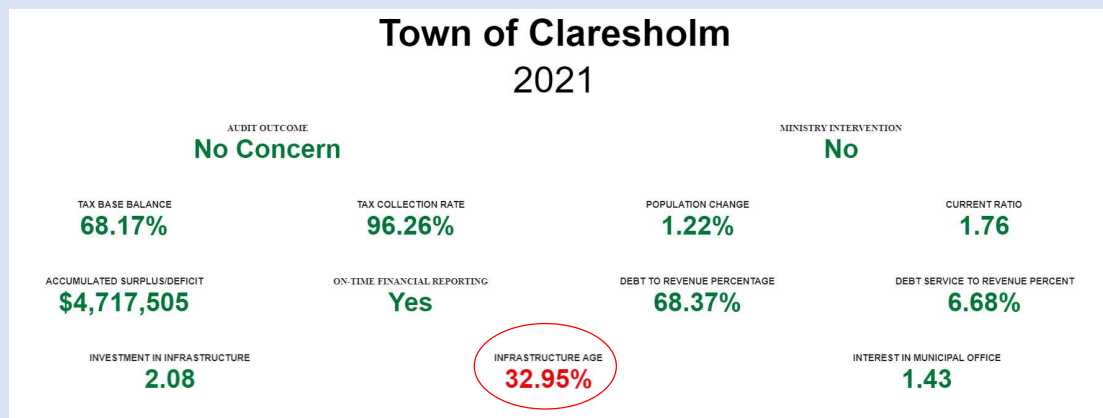 Town of Claresholm
2021
AUDIT OUTCOME
No Concern
MINISTRY INTERVENTION
No
TAX BASE BALANCE
68.17%
TAX COLLECTION RATE
96.26%
POPULATION CHANGE
1.22%
CURRENT RATIO
1.76
ACCUMULATED SURPLUS/DEFICIT
$4,717,505
ON-TIME FINANCIAL REPORTING
Yes
DEBT TO REVENUE PERCENTAGE
68.37%
DEBT SERVICE TO REVENUE PERCENT
6.68%
INVESTMENT IN INFRASTRUCTURE
2.08
INFRASTRUCTURE AGE
32.95%
INTEREST IN MUNICIPAL OFFICE
1.43